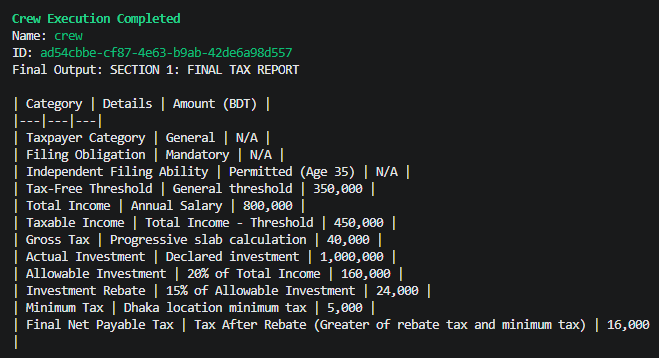 Crew Execution Completed
Name: crew
ID: ad54cbbe-cf87-4e63-b9ab-42de6a98d557
Final Output: SECTION 1: FINAL TAX REPORT
| Category | Details | Amount (BDT) |
|---|---|---|
| Taxpayer Category | General | N/A |
| Filing Obligation | Mandatory | N/A |
| Independent Filing Ability | Permitted (Age 35) | N/A |
| Tax-Free Threshold | General threshold | 350,000 |
| Total Income | Annual Salary | 800,000 |
| Taxable Income | Total Income - Threshold | 450,000 |
| Gross Tax | Progressive slab calculation | 40,000 |
| Actual Investment | Declared investment | 1,000,000 |
| Allowable Investment | 20% of Total Income | 160,000 |
| Investment Rebate | 15% of Allowable Investment | 24,000 |
| Minimum Tax | Dhaka location minimum tax | 5,000 |
| Final Net Payable Tax | Tax After Rebate (Greater of rebate tax and minimum tax) | 16,000
|